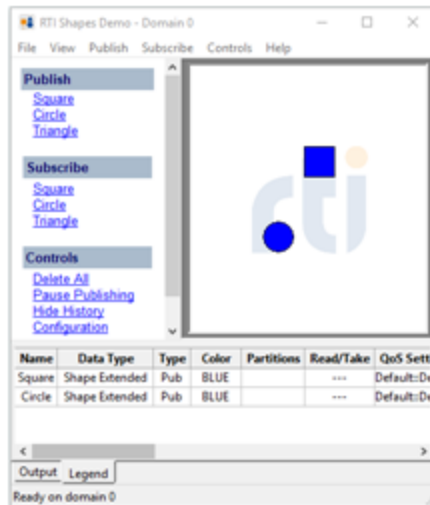 RTI Shapes Demo - Domain 0
File View Publish Subscribe Controls Help
Publish
Square
Circle
Triangle
Subscribe
Square
Circle
Triangle
Controls
Delete All
Pause Publishing
Hide History
Configuration
rti
Name Data Type Type Color Partitions Read/Take QoS Sett
Square Shape Extended Pub BLUE --- Default::De
Circle Shape Extended Pub BLUE --- Default::De
Output Legend
Ready on domain 0